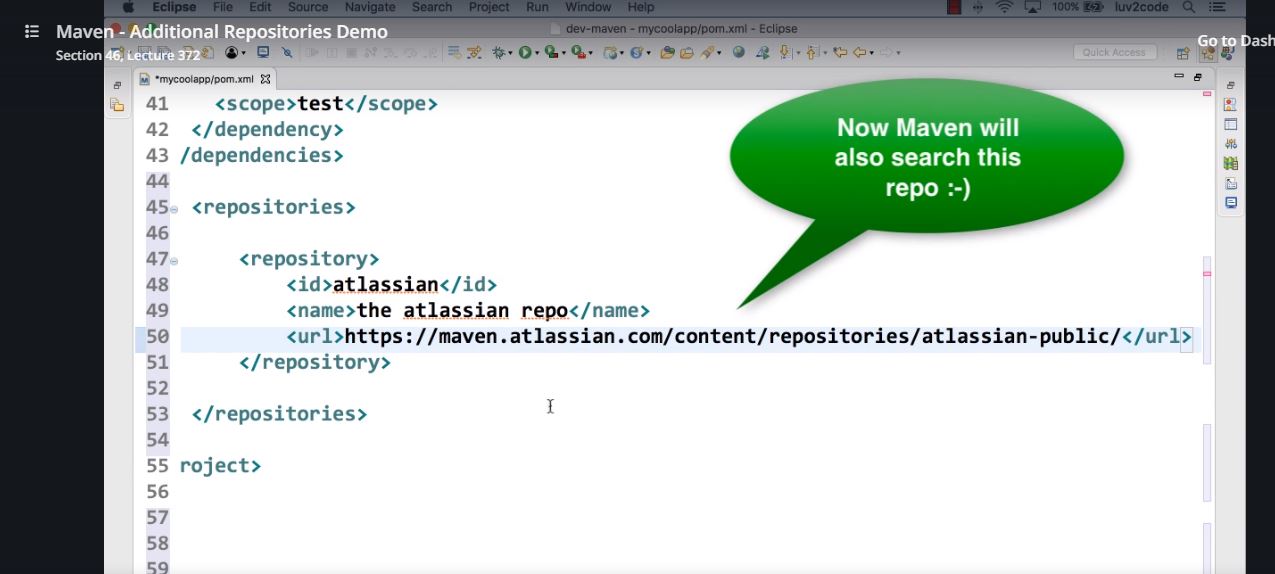 Eclipse File Edit Source Navigate Search Project Run Window Help 100% luv2code
Maven - Additional Repositories Demo
Section 46, Lecture 372
dev-maven - mycoolapp/pom.xml - Eclipse
Go to Dash
Quick Access
*mycoolapp/pom.xml
41 <scope>test</scope>
42 </dependency>
43 /dependencies>
44
45 <repositories>
46
47 <repository>
48 <id>atlassian</id>
49 <name>the atlassian repo</name>
50 <url>https://maven.atlassian.com/content/repositories/atlassian-public/</url>
51 </repository>
52
53 </repositories>
54
55 roject>
56
57
58
59
Now Maven will
also search this
repo :-)